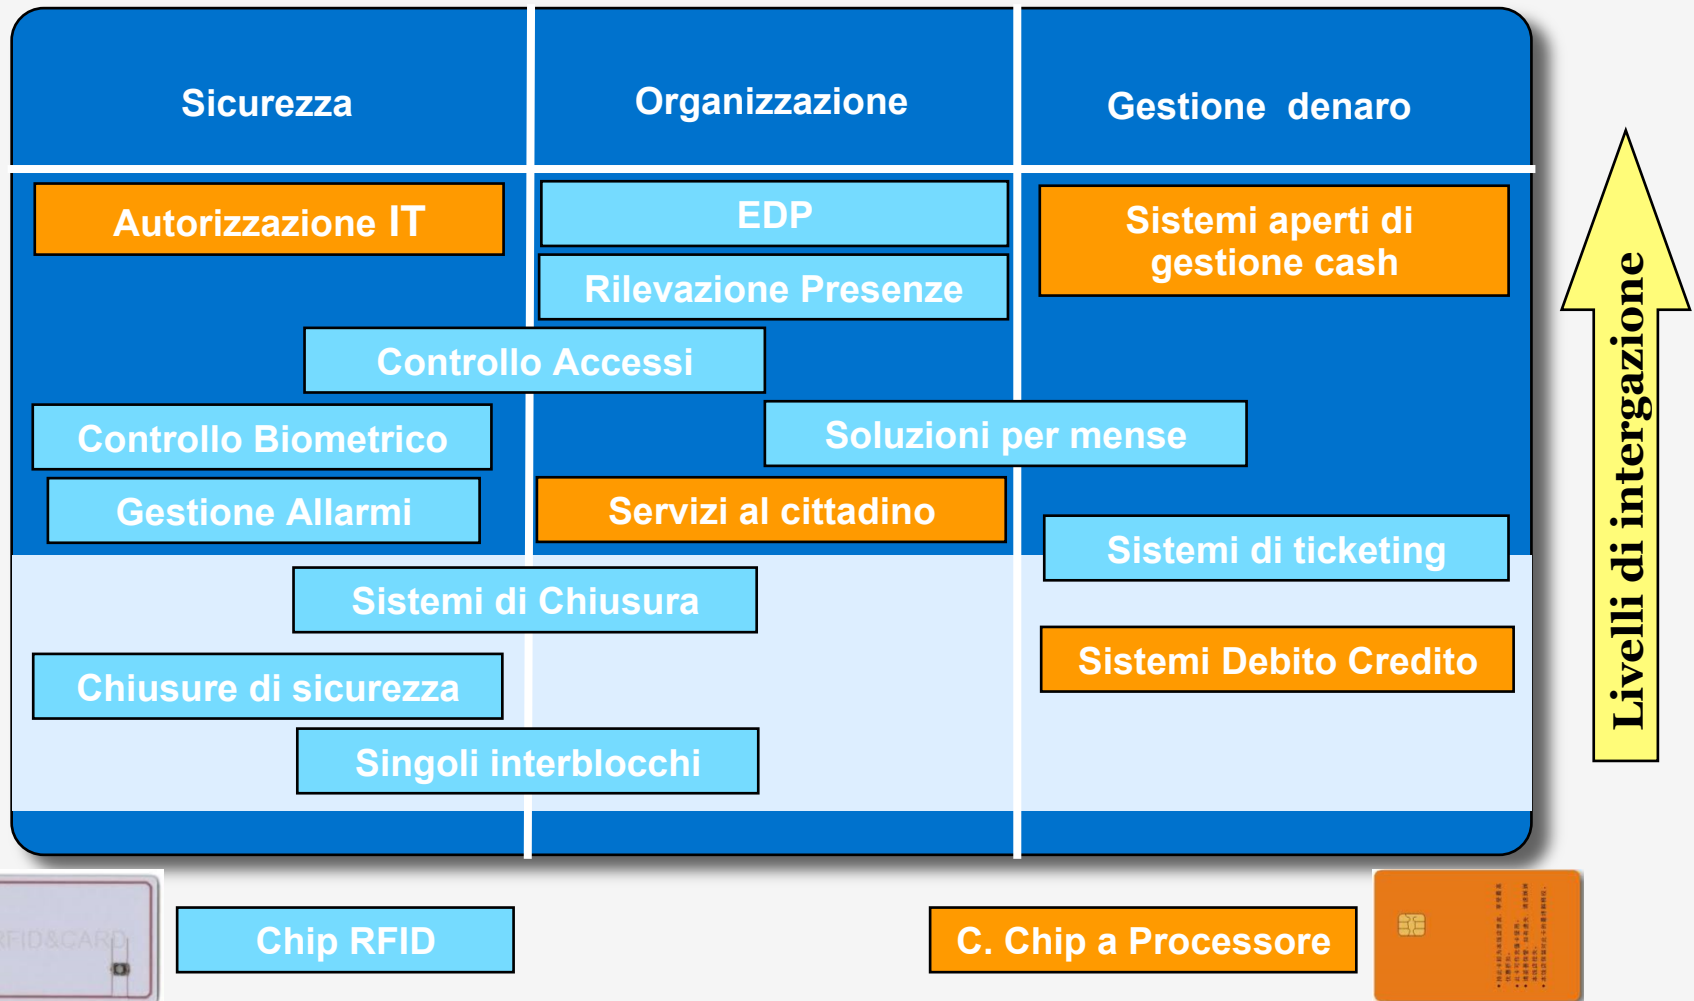 Sicurezza
Organizzazione
Gestione denaro
Autorizzazione IT
EDP
Sistemi aperti di
gestione cash
Rilevazione Presenze
Controllo Accessi
Controllo Biometrico
Soluzioni per mense
Gestione Allarmi
Servizi al cittadino
Sistemi di ticketing
Sistemi di Chiusura
Sistemi Debito Credito
Chiusure di sicurezza
Singoli interblocchi
Livelli di intergazione
RFID&CARD
Chip RFID
C. Chip a Processore